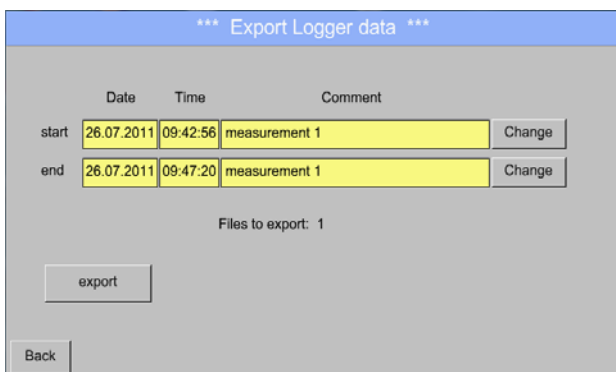 *** Export Logger data ***
Date Time Comment
start 26.07.2011 09:42:56 measurement 1 Change
end 26.07.2011 09:47:20 measurement 1 Change
Files to export: 1
export
Back